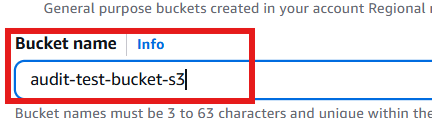 General purpose buckets created in your account Regional
Bucket name Info
audit-test-bucket-s3
Bucket names must be 3 to 63 characters and unique within the